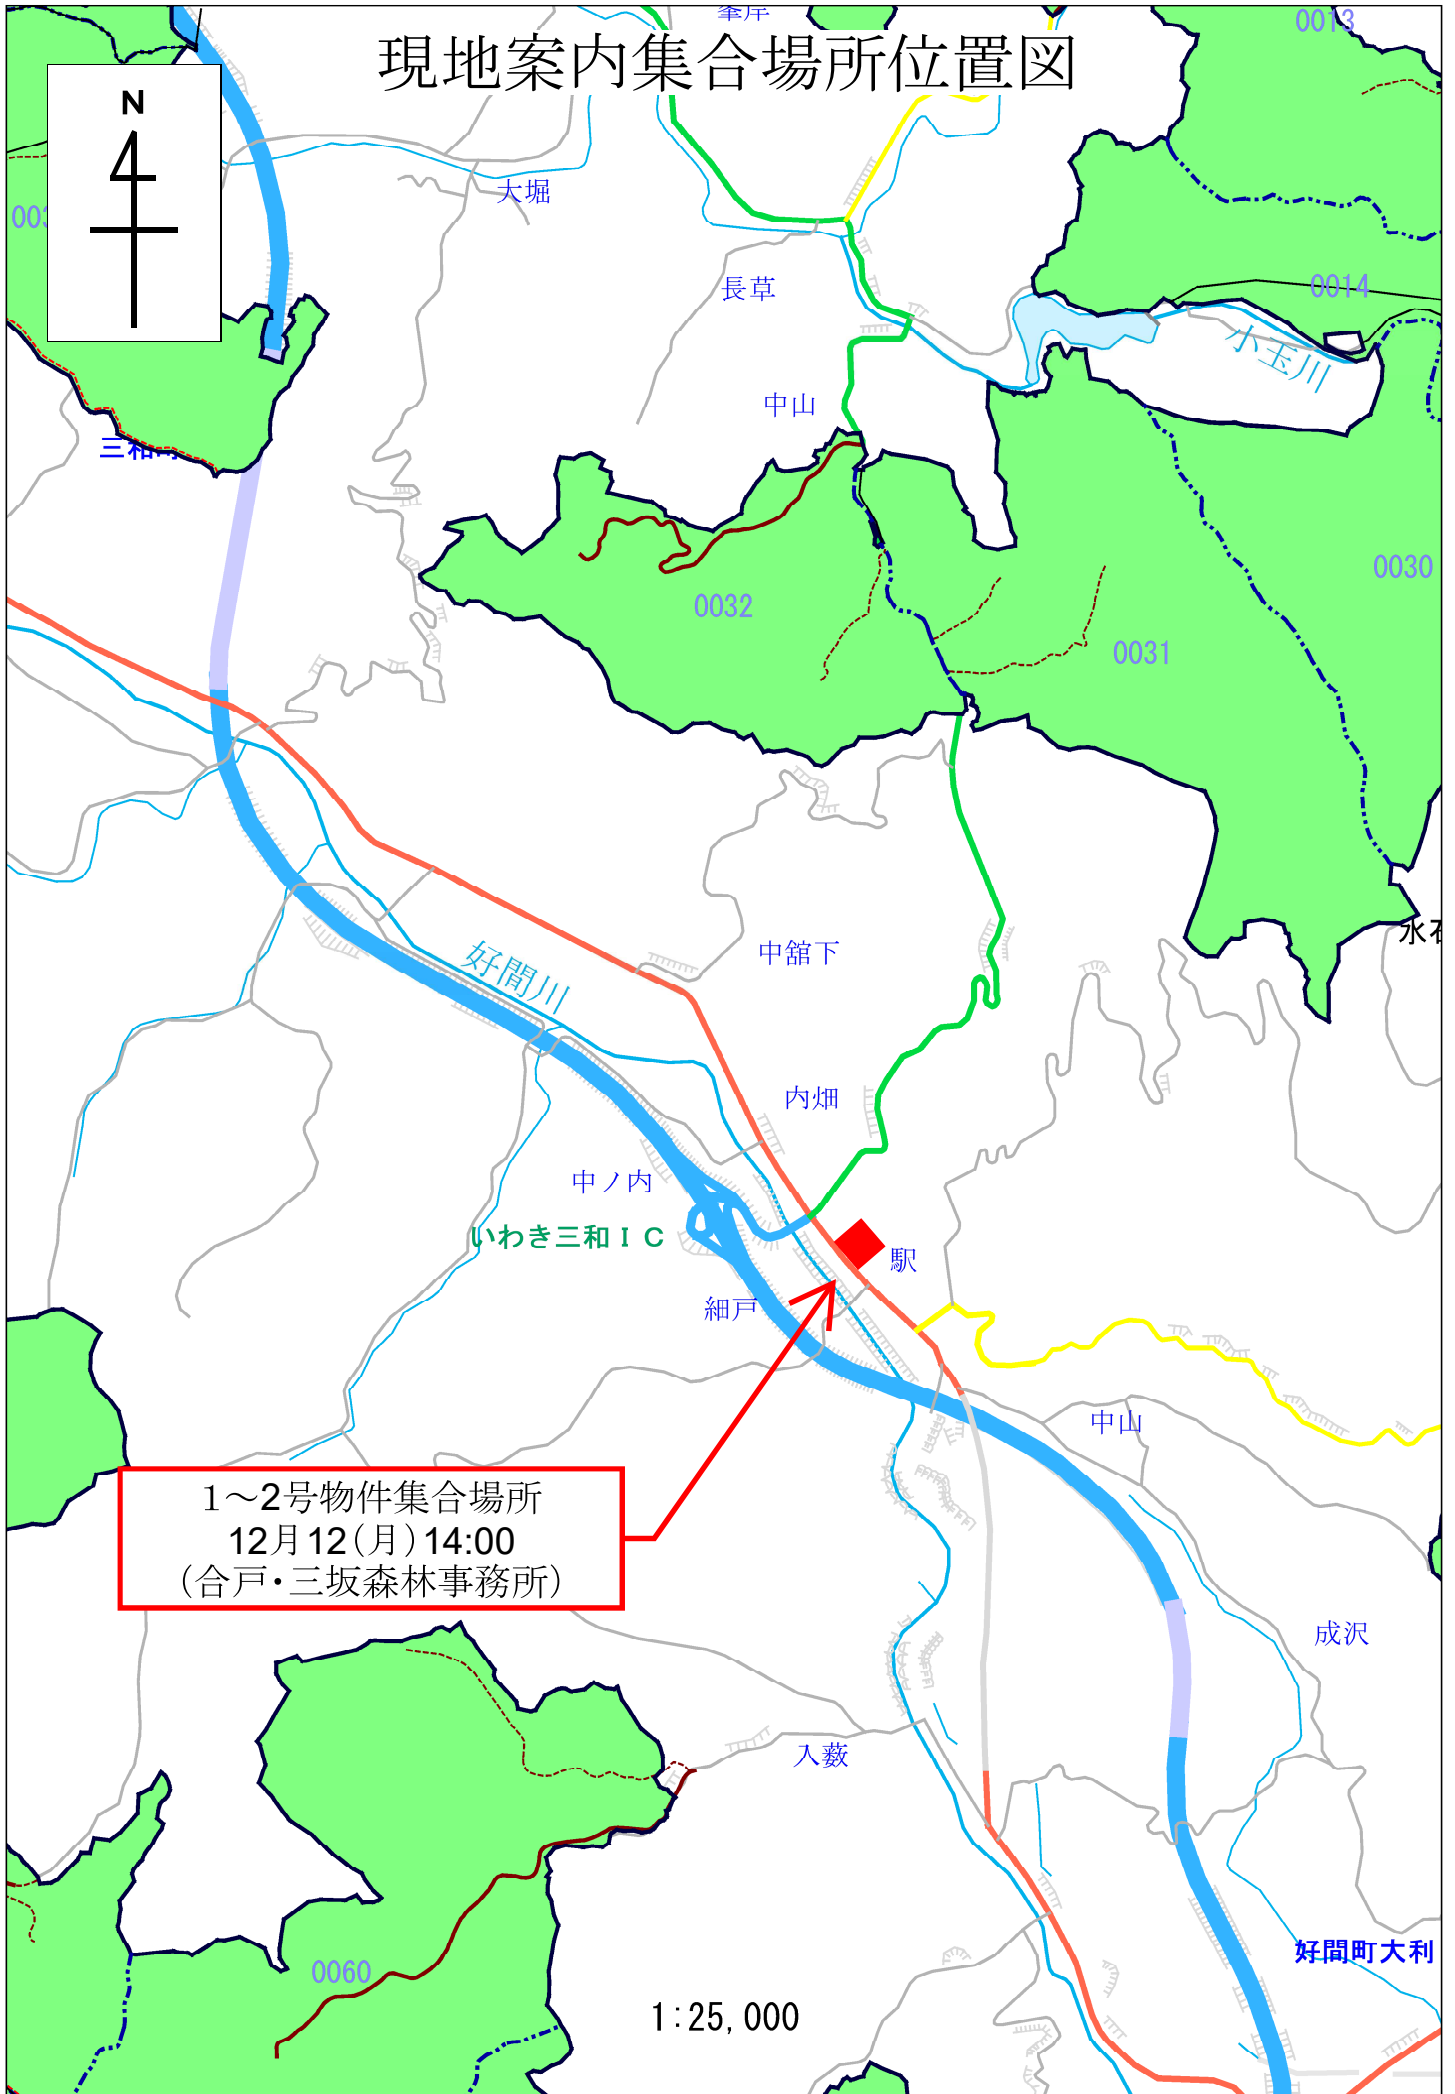 峯岸
0013
現地案内集合場所位置図
N
大堀
長草
0014
小玉川
中山
0030
0032
0031
水石
中舘下
好間川
内畑
中ノ内
いわき三和ＩＣ
駅
細戸
中山
1～2号物件集合場所
12月12(月)14:00
(合戸・三坂森林事務所)
成沢
入薮
好間町大利
0060
1:25,000